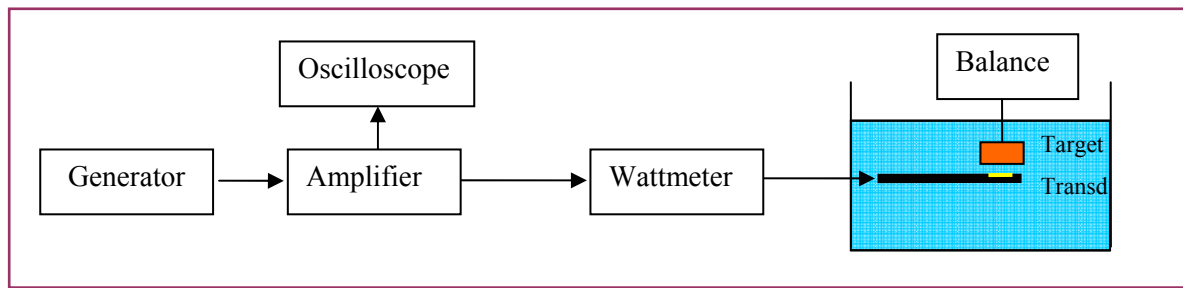 Oscilloscope
Balance
Generator
Amplifier
Wattmeter
Target
Transd